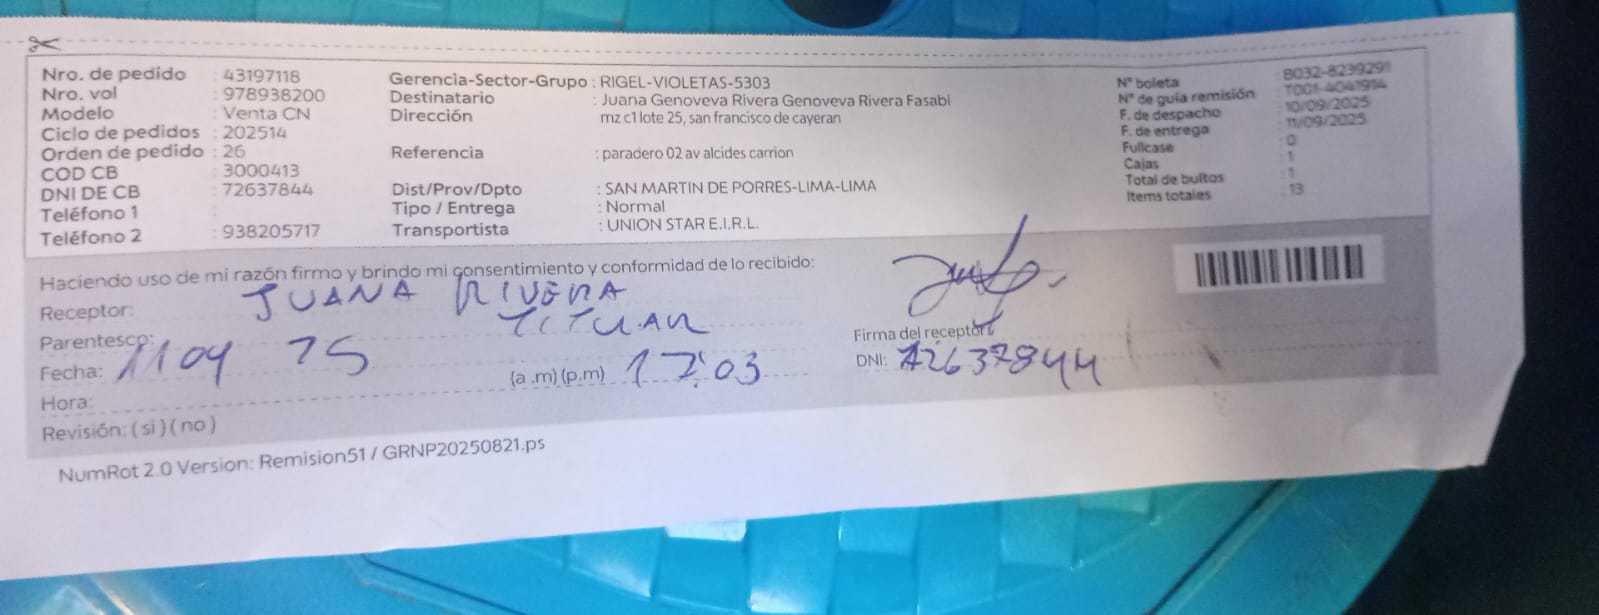 Nro. de pedido : 43197118
Nro. vol : 978938200
Modelo : Venta CN
Ciclo de pedidos : 202514
Orden de pedido : 26
COD CB : 3000413
DNI DE CB : 72637844
Teléfono 1 :
Teléfono 2 : 938205717
Gerencia-Sector-Grupo : RIGEL-VIOLETAS-5303
Destinatario : Juana Genoveva Rivera Genoveva Rivera Fasabi
Dirección mz c1 lote 25, san francisco de cayeran
Referencia : paradero 02 av alcides carrion
Dist/Prov/Dpto : SAN MARTIN DE PORRES-LIMA-LIMA
Tipo / Entrega : Normal
Transportista : UNION STAR E.I.R.L.
N° boleta : B032-8239291
N° de guía remisión : T001-4041914
F. de despacho : 10/09/2025
F. de entrega : 11/09/2025
Fullcase : 0
Cajas : 1
Total de bultos : 1
Items totales : 13
Haciendo uso de mi razón firmo y brindo mi consentimiento y conformidad de lo recibido:
Receptor: JUANA RIVERA
Parentesco: TITULAR
Fecha: 11 09 25
(a .m) (p.m) 17:03
Hora:
Revisión: ( si ) ( no )
Firma del receptor
DNI: 72637844
NumRot 2.0 Version: Remision51 / GRNP20250821.ps